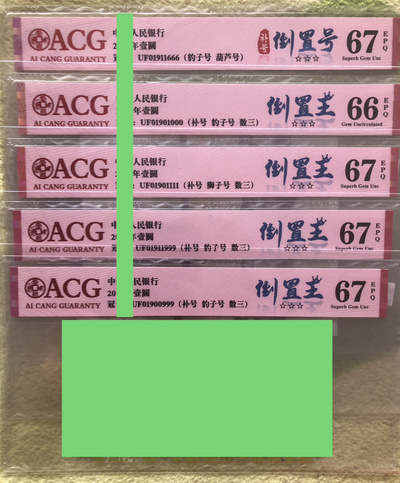 ACG
AI CANG GUARANTY
中 人民银行
20 年壹圆
冠 UF01911666 (豹子号 葫芦号)
补号
倒置号
☆☆☆
67 EPQ
Superb Gem Unc
ACG
AI CANG GUARANTY
人民银行
年壹圆
: UF01901000 (补号 豹子号 数三)
倒置王
☆☆☆
66 EPQ
Gem Uncirculated
ACG
AI CANG GUARANTY
人民银行
年壹圆
: UF01901111 (补号 狮子号 数三)
倒置王
☆☆☆
67 EPQ
Superb Gem Unc
ACG
AI CANG GUARANTY
中 人民银行
20 年壹圆
冠 : UF01911999 (补号 豹子号 数三)
倒置王
☆☆☆
67 EPQ
Superb Gem Unc
ACG
AI CANG GUARANTY
中 人民银行
20 年壹圆
冠 : UF01900999 (补号 豹子号 数三)
倒置王
☆☆☆
67 EPQ
Superb Gem Unc